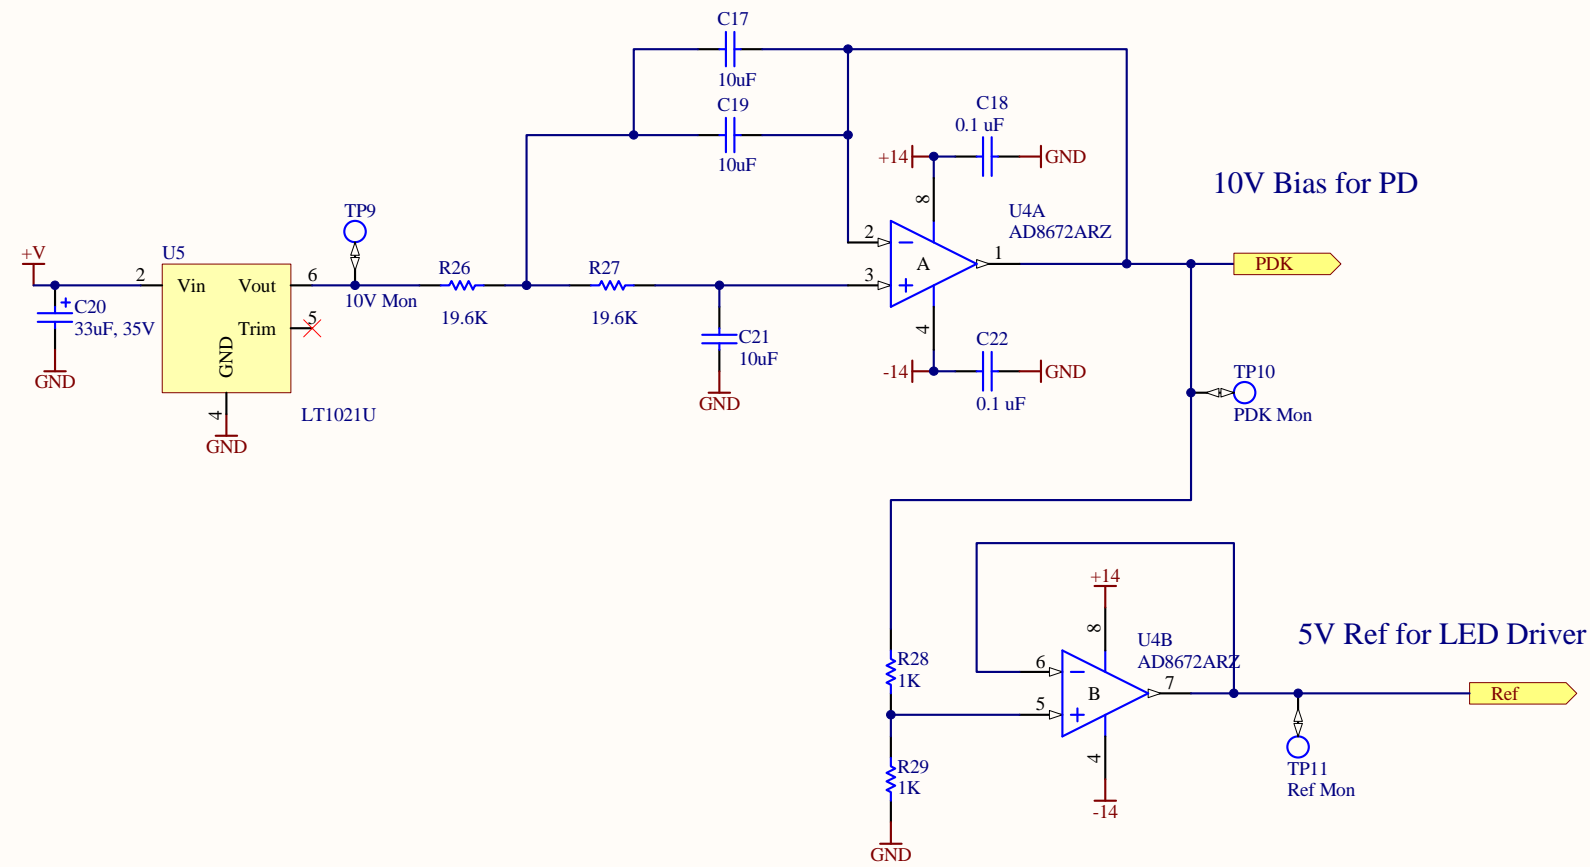 C17
10uF
C19
10uF
C18
0.1 uF
+14
GND
8
10V Bias for PD
TP9
U4A
AD8672ARZ
+V
U5
2
Vin
Vout
6
10V Mon
R26
19.6K
R27
19.6K
2
3
A
1
PDK
C20
33uF, 35V
GND
Trim
5
GND
4
GND
LT1021U
C21
10uF
GND
4
C22
-14
GND
0.1 uF
TP10
PDK Mon
+14
8
U4B
AD8672ARZ
5V Ref for LED Driver
R28
1K
6
5
B
7
Ref
R29
1K
4
-14
TP11
Ref Mon
GND